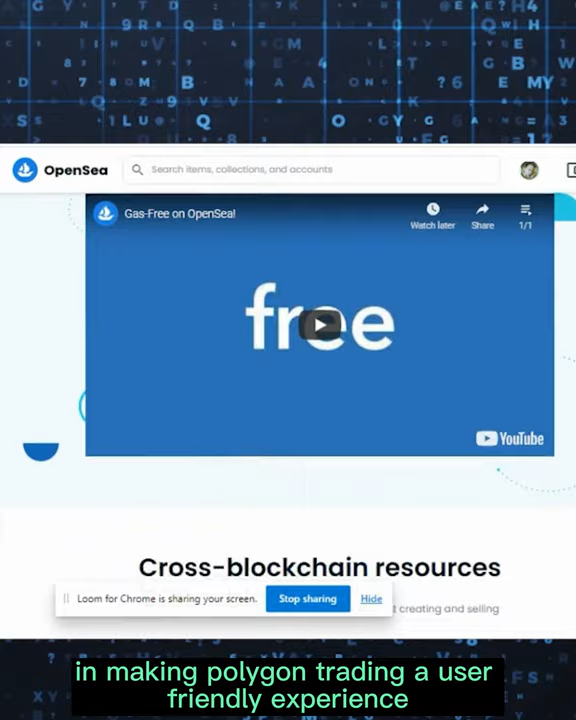 OpenSea
Search items, collections, and accounts
Gas-Free on OpenSea!
Watch later
Share
1/1
free
YouTube
Cross-blockchain resources
Loom for Chrome is sharing your screen.
Stop sharing
Hide
t creating and selling
in making polygon trading a user
friendly experience